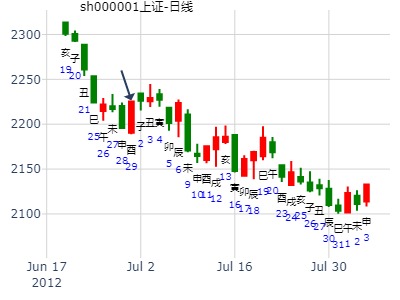 sh000001上证-日线
2300
2250
2200
2150
2100
亥
19
子
20
丑
21
巳
25
午
26
未
27
申
28
酉
29
子
2
丑
3
寅
4
卯
5
辰
6
未
9
申
10
酉
11
戌
12
亥
13
寅
16
卯
17
辰
18
巳
19
午
20
酉
23
戌
24
亥
25
子
26
丑
27
辰
30
巳
31
午
1
未
2
申
3
Jun 17
2012
Jul 2
Jul 16
Jul 30